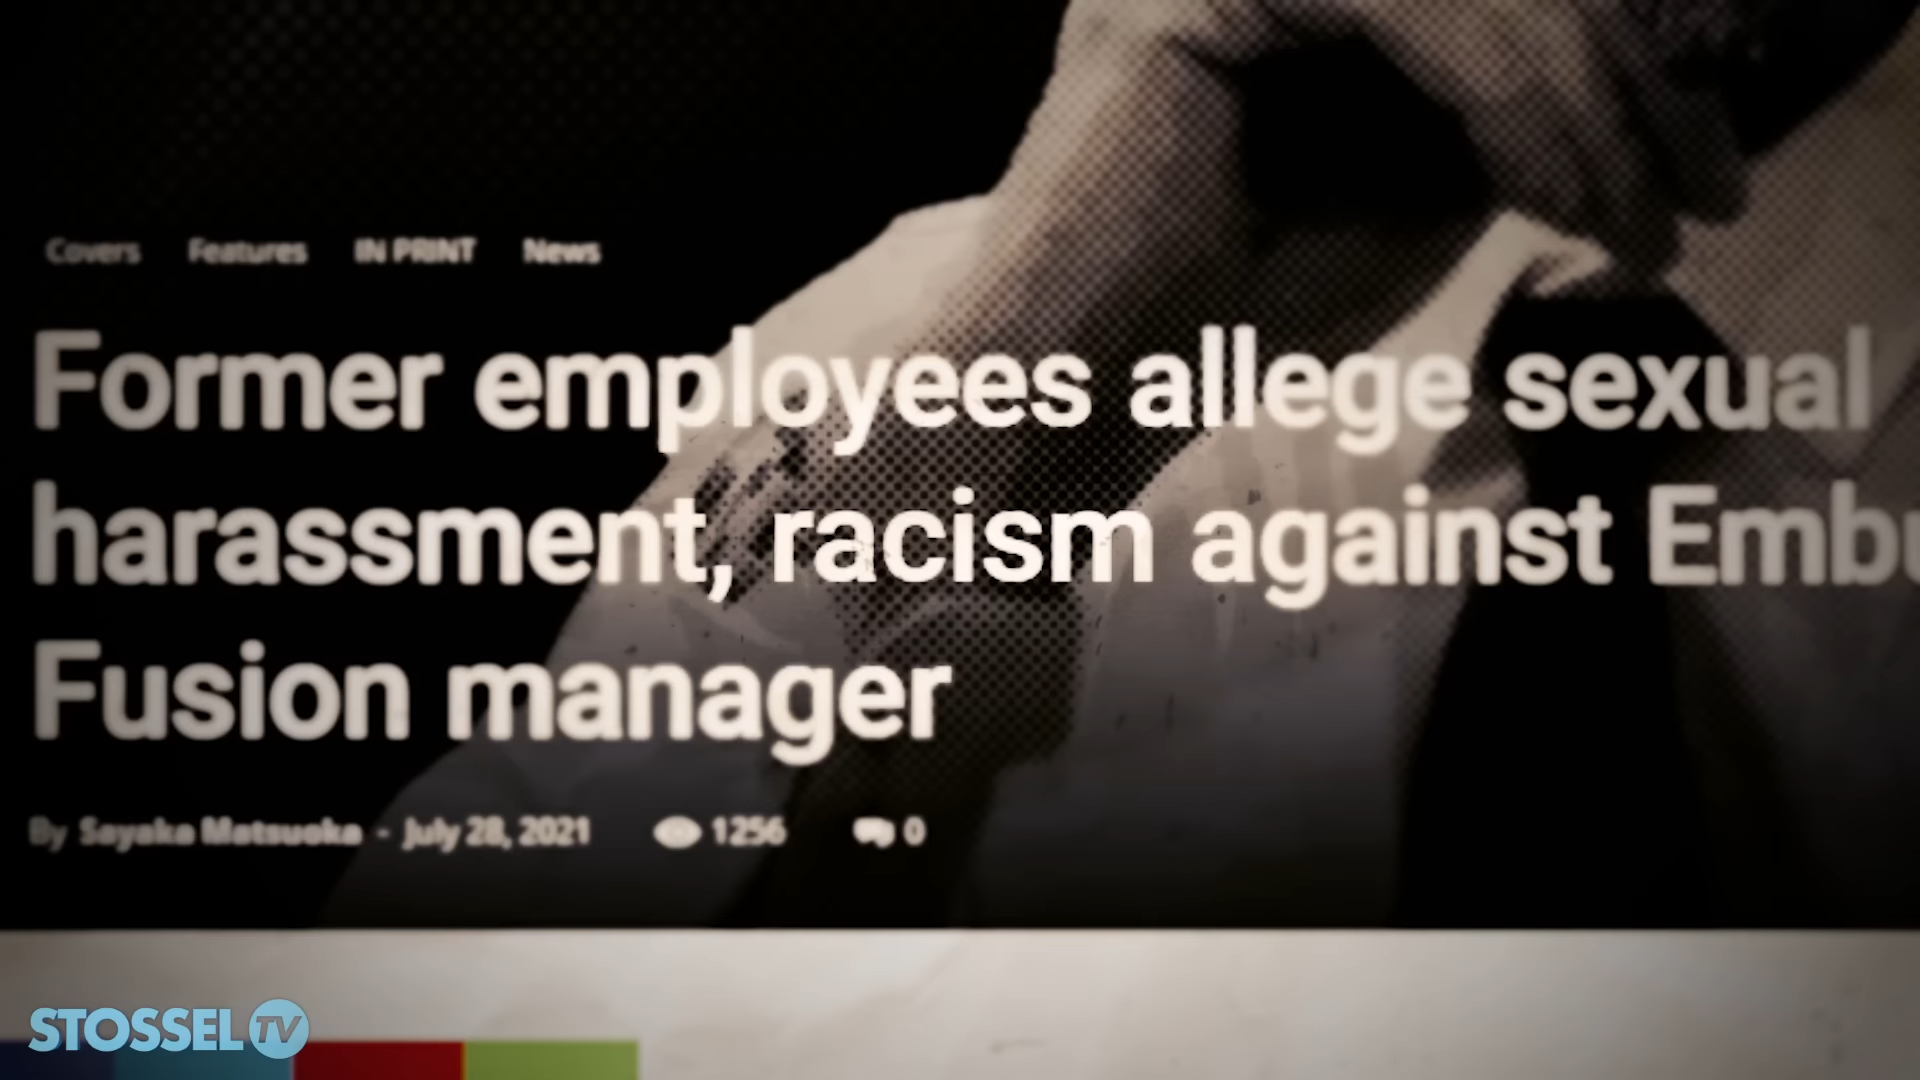 Covers Features IN PRINT News
Former employees allege sexual
harassment, racism against Embu
Fusion manager
By Sayaka Matsuoka - July 28, 2021 1256 0
STOSSEL TV